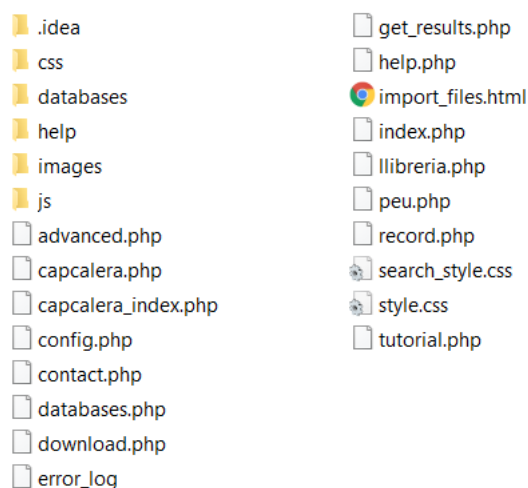 .idea
css
databases
help
images
js
advanced.php
capcalera.php
capcalera_index.php
config.php
contact.php
databases.php
download.php
error_log
get_results.php
help.php
import_files.html
index.php
llibreria.php
peu.php
record.php
search_style.css
style.css
tutorial.php